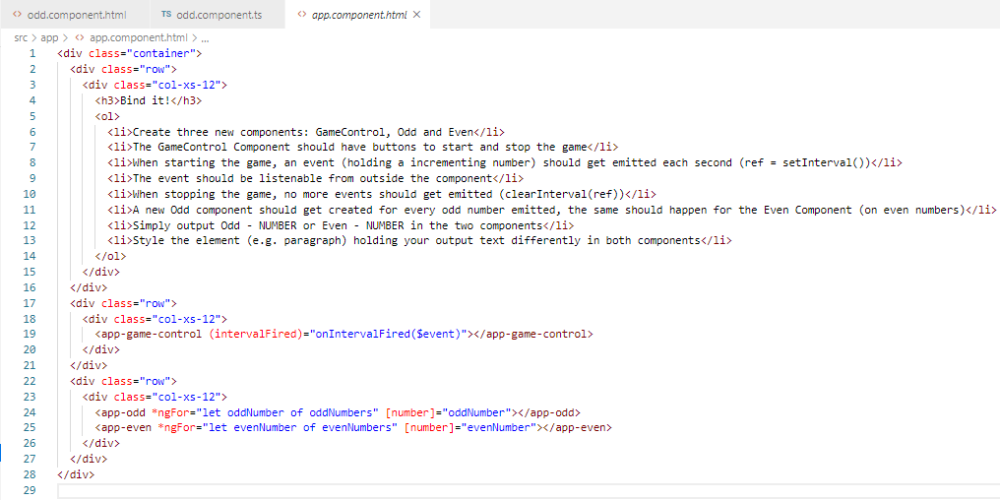 <> odd.component.html TS odd.component.ts <> app.component.html ×
src > app > <> app.component.html > ...
1 <div class="container">
2 <div class="row">
3 <div class="col-xs-12">
4 <h3>Bind it!</h3>
5 <ol>
6 <li>Create three new components: GameControl, Odd and Even</li>
7 <li>The GameControl Component should have buttons to start and stop the game</li>
8 <li>When starting the game, an event (holding a incrementing number) should get emitted each second (ref = setInterval())</li>
9 <li>The event should be listenable from outside the component</li>
10 <li>When stopping the game, no more events should get emitted (clearInterval(ref))</li>
11 <li>A new Odd component should get created for every odd number emitted, the same should happen for the Even Component (on even numbers)</li>
12 <li>Simply output Odd - NUMBER or Even - NUMBER in the two components</li>
13 <li>Style the element (e.g. paragraph) holding your output text differently in both components</li>
14 </ol>
15 </div>
16 </div>
17 <div class="row">
18 <div class="col-xs-12">
19 <app-game-control (intervalFired)="onIntervalFired($event)"></app-game-control>
20 </div>
21 </div>
22 <div class="row">
23 <div class="col-xs-12">
24 <app-odd *ngFor="let oddNumber of oddNumbers" [number]="oddNumber"></app-odd>
25 <app-even *ngFor="let evenNumber of evenNumbers" [number]="evenNumber"></app-even>
26 </div>
27 </div>
28 </div>
29